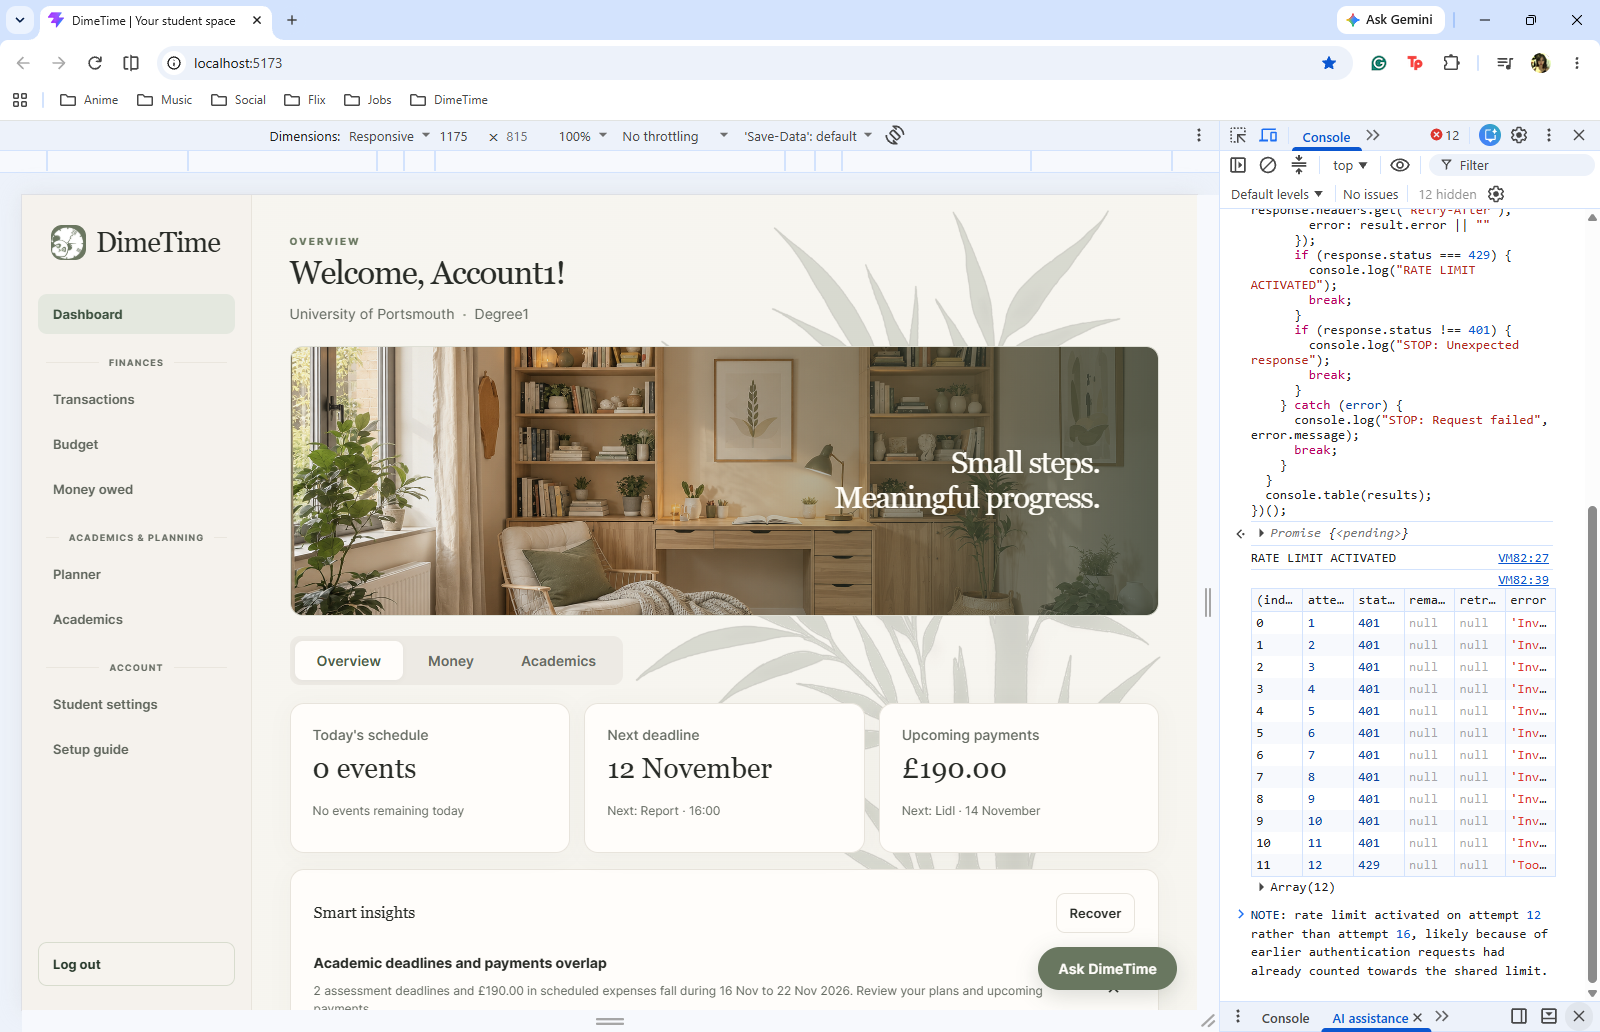 DimeTime | Your student space
Ask Gemini
localhost:5173
Anime
Music
Social
Flix
Jobs
DimeTime
Dimensions: Responsive 1175 × 815 100% No throttling 'Save-Data': default
Console
12
top
Filter
Default levels
No issues
12 hidden
DimeTime
Dashboard
FINANCES
Transactions
Budget
Money owed
ACADEMICS & PLANNING
Planner
Academics
ACCOUNT
Student settings
Setup guide
Log out
OVERVIEW
Welcome, Account1!
University of Portsmouth · Degree1
Small steps.
Meaningful progress.
Overview
Money
Academics
Today's schedule
0 events
No events remaining today
Next deadline
12 November
Next: Report · 16:00
Upcoming payments
£190.00
Next: Lidl · 14 November
Smart insights
Recover
Academic deadlines and payments overlap
2 assessment deadlines and £190.00 in scheduled expenses fall during 16 Nov to 22 Nov 2026. Review your plans and upcoming
payments.
Ask DimeTime
response.headers.get("Retry-After"),
error: result.error || ""
});
if (response.status === 429) {
console.log("RATE LIMIT
ACTIVATED");
break;
}
if (response.status !== 401) {
console.log("STOP: Unexpected
response");
break;
}
} catch (error) {
console.log("STOP: Request failed",
error.message);
break;
}
}
console.table(results);
})();
Promise {<pending>}
RATE LIMIT ACTIVATED VM82:27
VM82:39
(ind… atte… stat… rema… retr… error
0 1 401 null null 'Inv…
1 2 401 null null 'Inv…
2 3 401 null null 'Inv…
3 4 401 null null 'Inv…
4 5 401 null null 'Inv…
5 6 401 null null 'Inv…
6 7 401 null null 'Inv…
7 8 401 null null 'Inv…
8 9 401 null null 'Inv…
9 10 401 null null 'Inv…
10 11 401 null null 'Inv…
11 12 429 null null 'Too…
Array(12)
NOTE: rate limit activated on attempt 12
rather than attempt 16, likely because of
earlier authentication requests had
already counted towards the shared limit.
Console
AI assistance